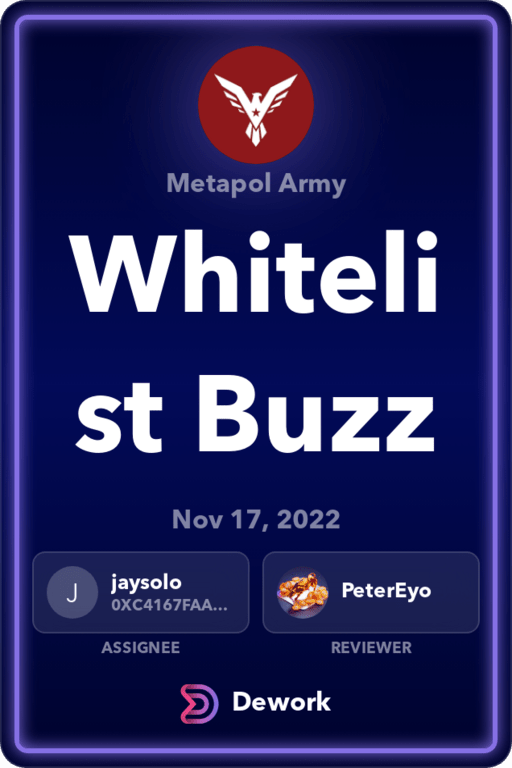 Metapol Army
Whiteli
st Buzz
Nov 17, 2022
J
jaysolo
0XC4167FAA...
PeterEyo
ASSIGNEE
REVIEWER
Dework